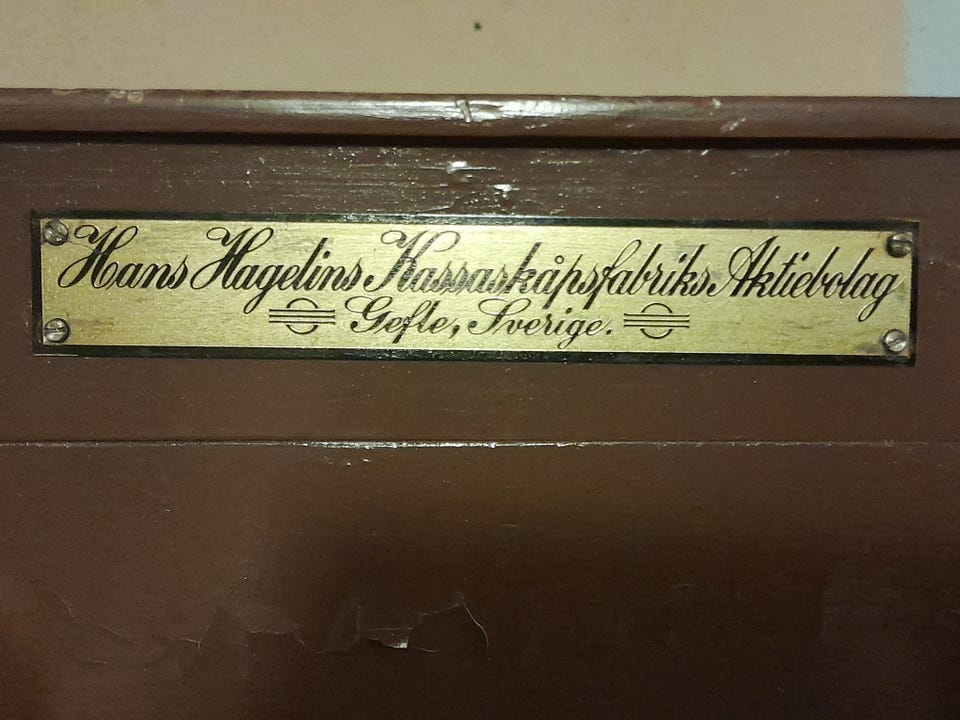 Hans Hagelins Kassaskåpsfabriks Aktiebolag
Gefle, Sverige.